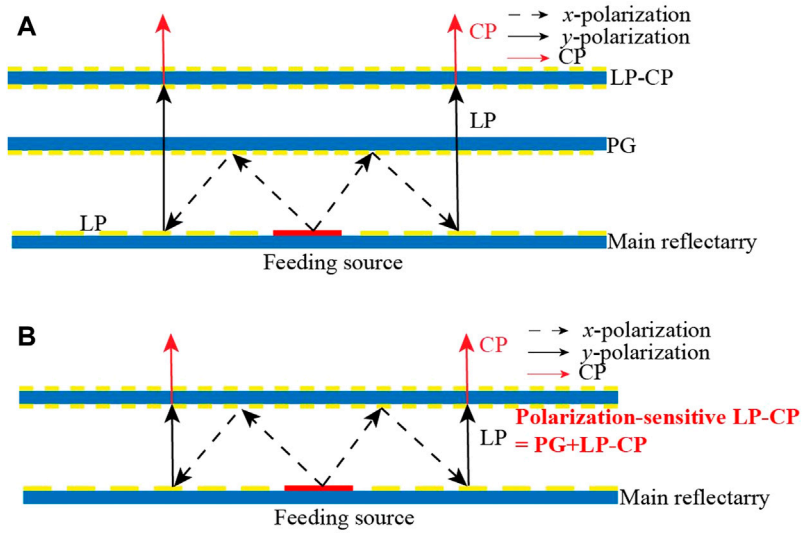 A
x-polarization
y-polarization
CP
CP
LP-CP
LP
PG
LP
Main reflectarry
Feeding source
B
x-polarization
y-polarization
CP
CP
Polarization-sensitive LP-CP
LP
= PG+LP-CP
Main reflectarry
Feeding source